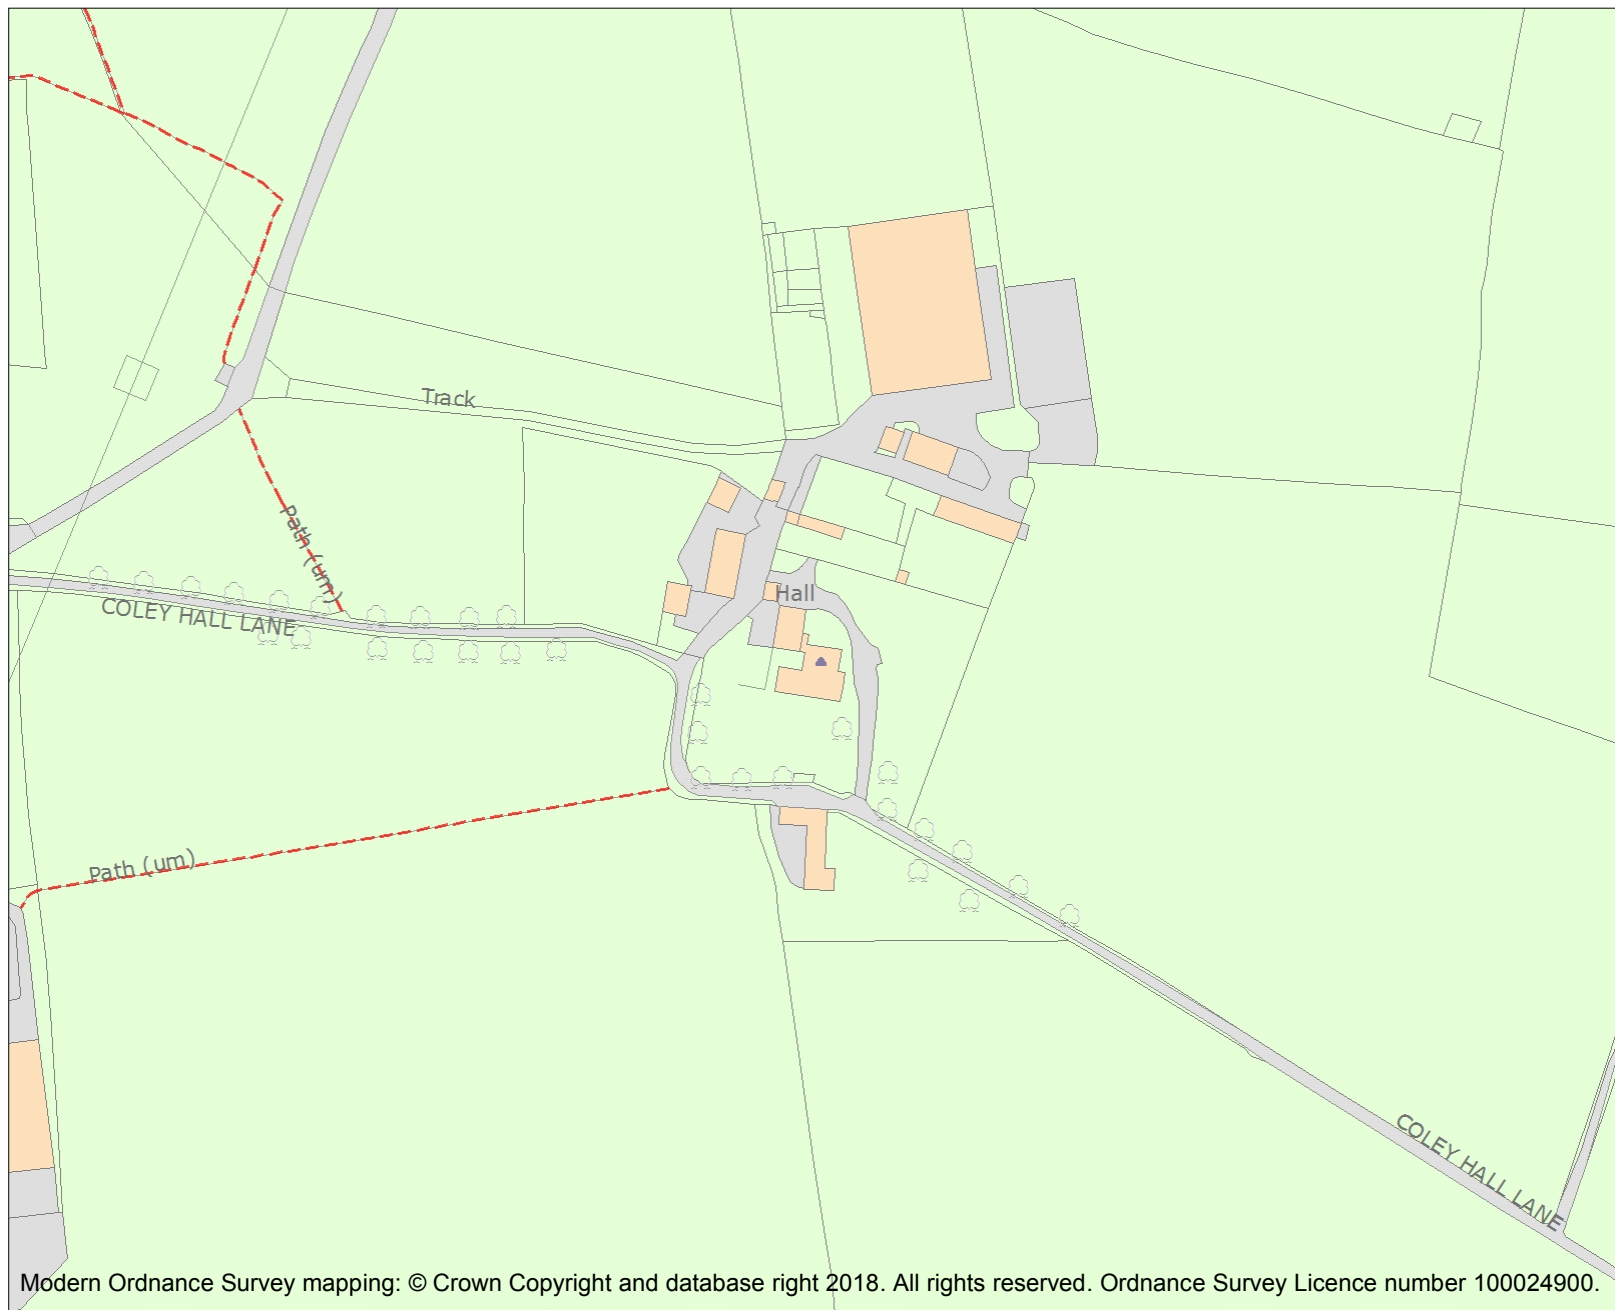 Track
Path (um)
Hall
COLEY HALL LANE
Path (um)
COLEY HALL LANE
Modern Ordnance Survey mapping: © Crown Copyright and database right 2018. All rights reserved. Ordnance Survey Licence number 100024900.